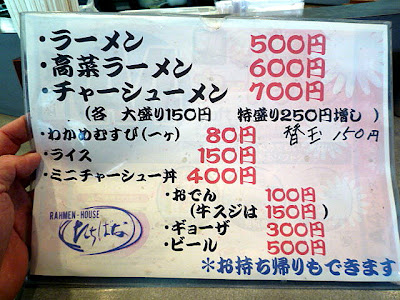 ・ラーメン 500円
・高菜ラーメン 600円
・チャーシューメン 700円
(各 大盛り150円 特盛り250円増し)
・わかめむすび(一ヶ) 80円 替玉 150円
・ライス 150円
・ミニチャーシュー丼 400円
・おでん 100円
(牛スジは 150円)
・ギョーザ 300円
・ビール 500円
RAHMEN-HOUSE
*お持ち帰りもできます